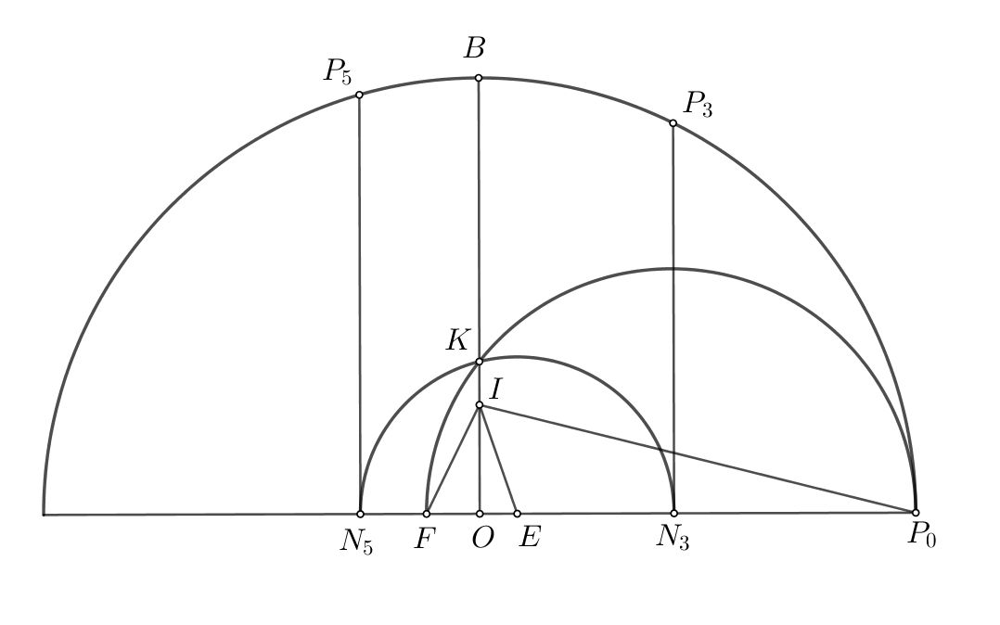 B
P₅
P₃
K
I
N₅ F O E N₃ P₀